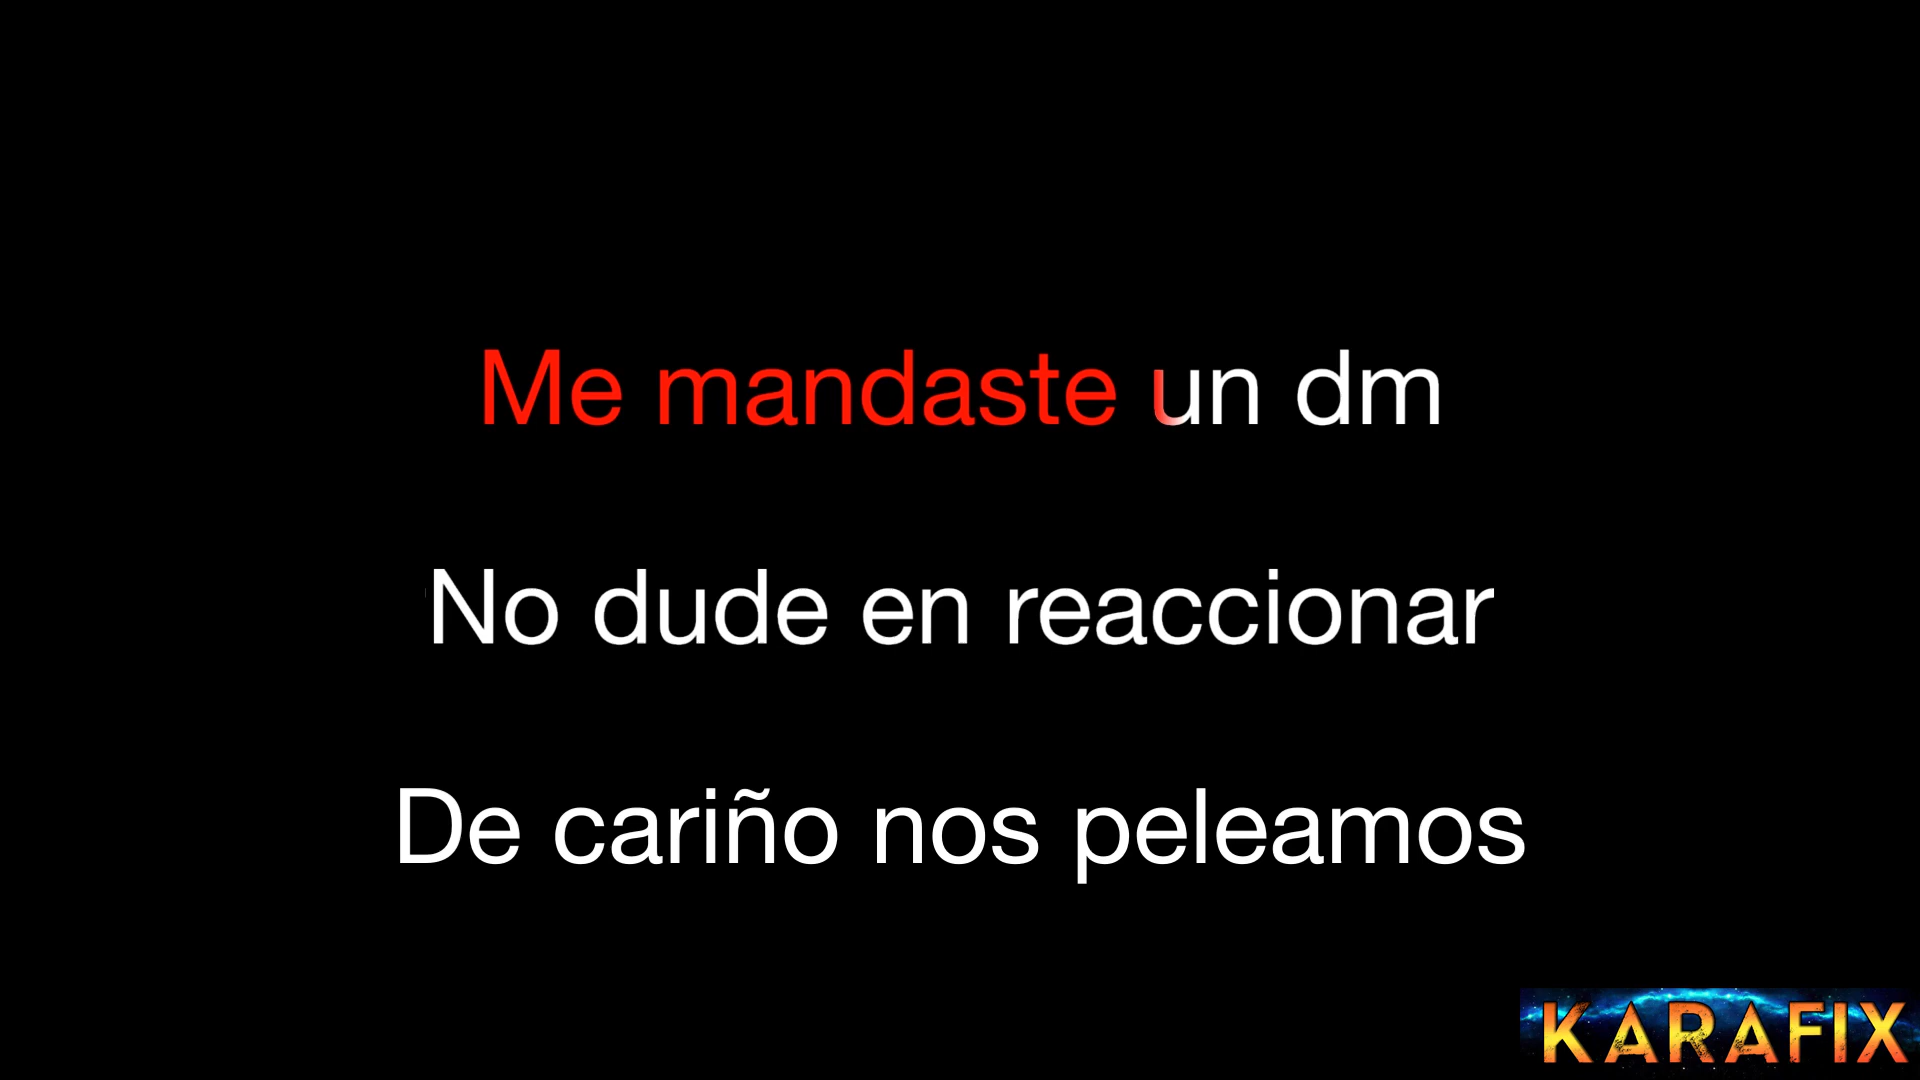 Me mandaste un dm
No dude en reaccionar
De cariño nos peleamos
KARAFIX